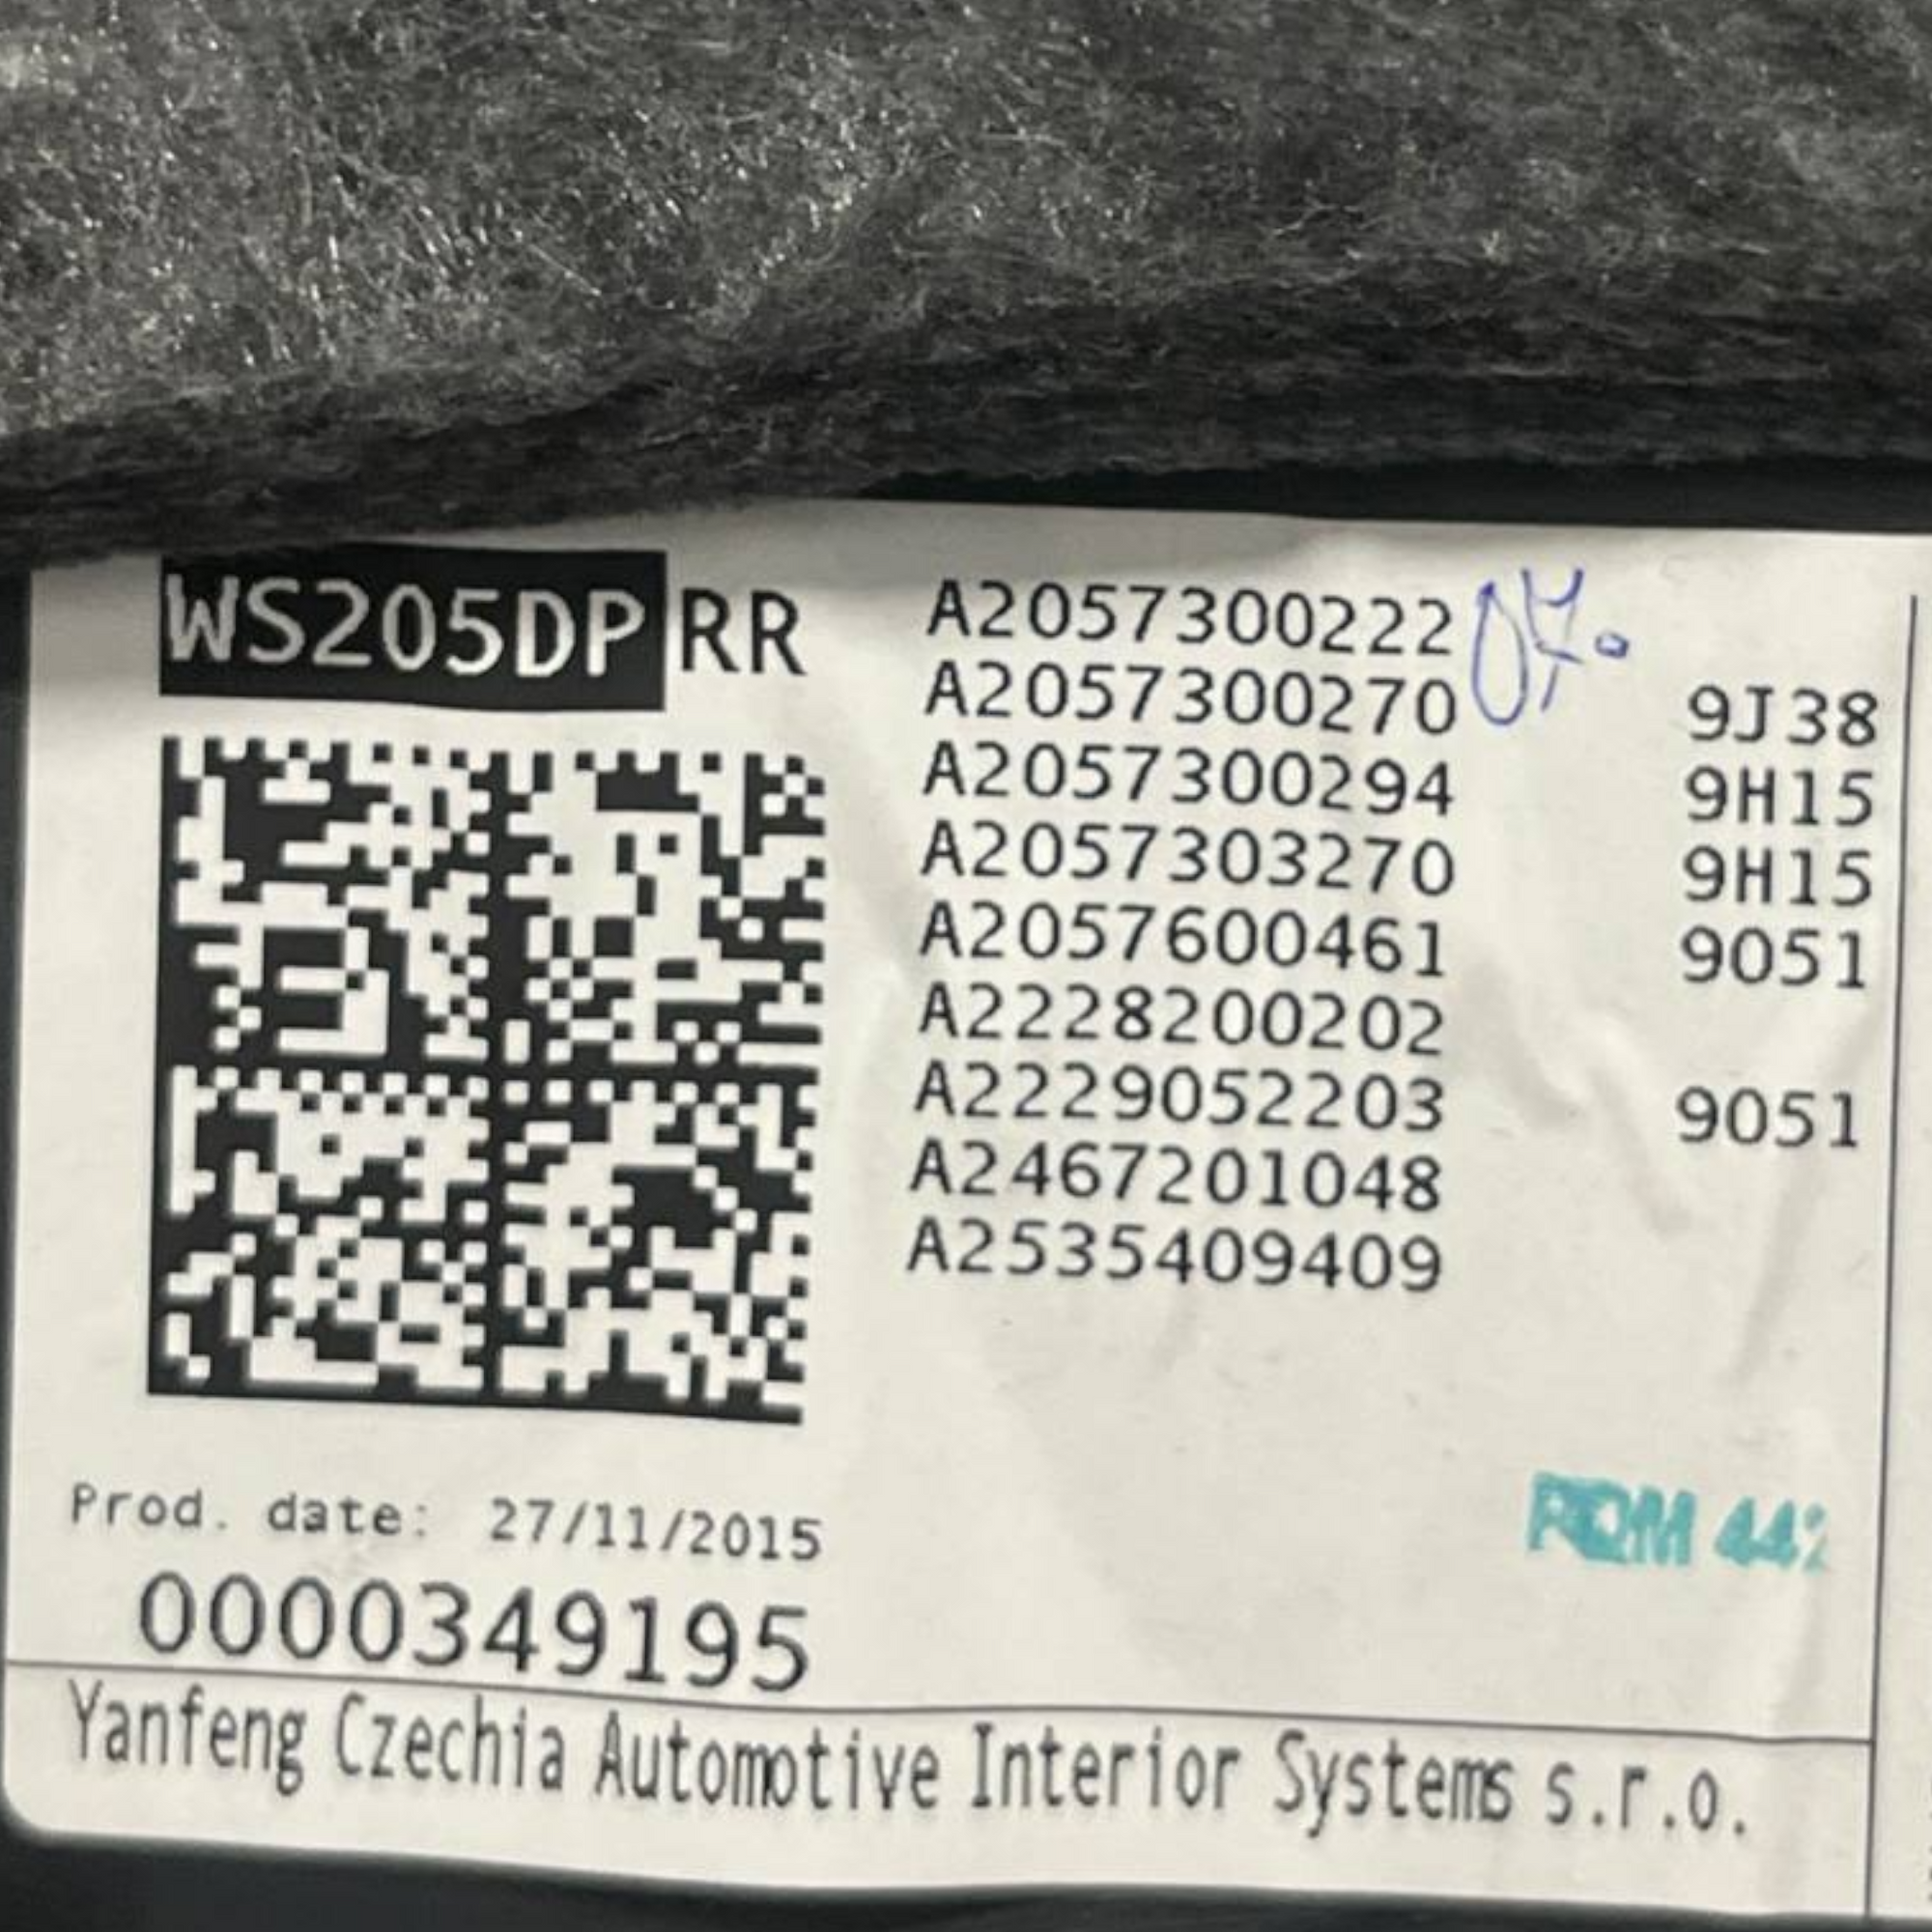 WS205DP RR
A2057300222
A2057300270 9J38
A2057300294 9H15
A2057303270 9H15
A2057600461 9051
A2228200202
A2229052203 9051
A2467201048
A2535409409
Prod. date: 27/11/2015
0000349195
Yanfeng Czechia Automotive Interior Systems s.r.o.